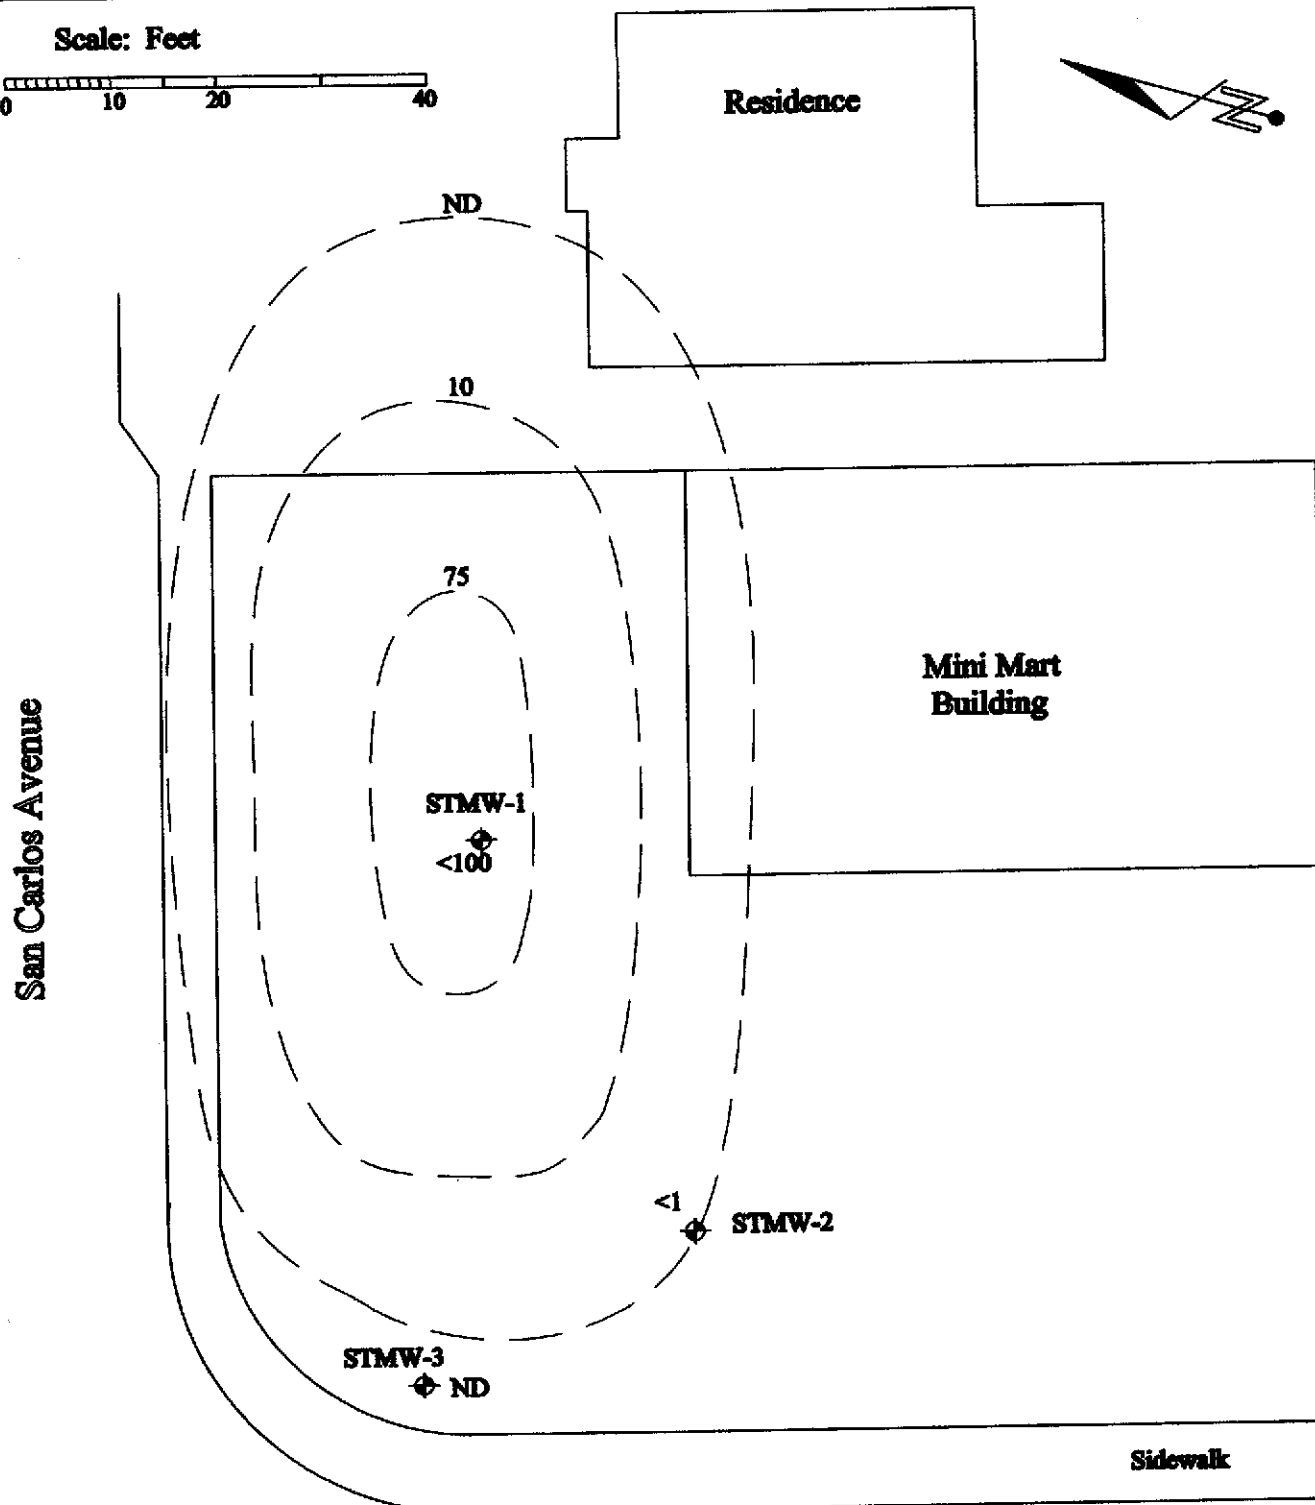 Scale: Feet
0 10 20 40
Residence
N
ND
10
75
STMW-1
<100
Mini Mart
Building
San Carlos Avenue
<1
STMW-2
STMW-3
ND
Sidewalk